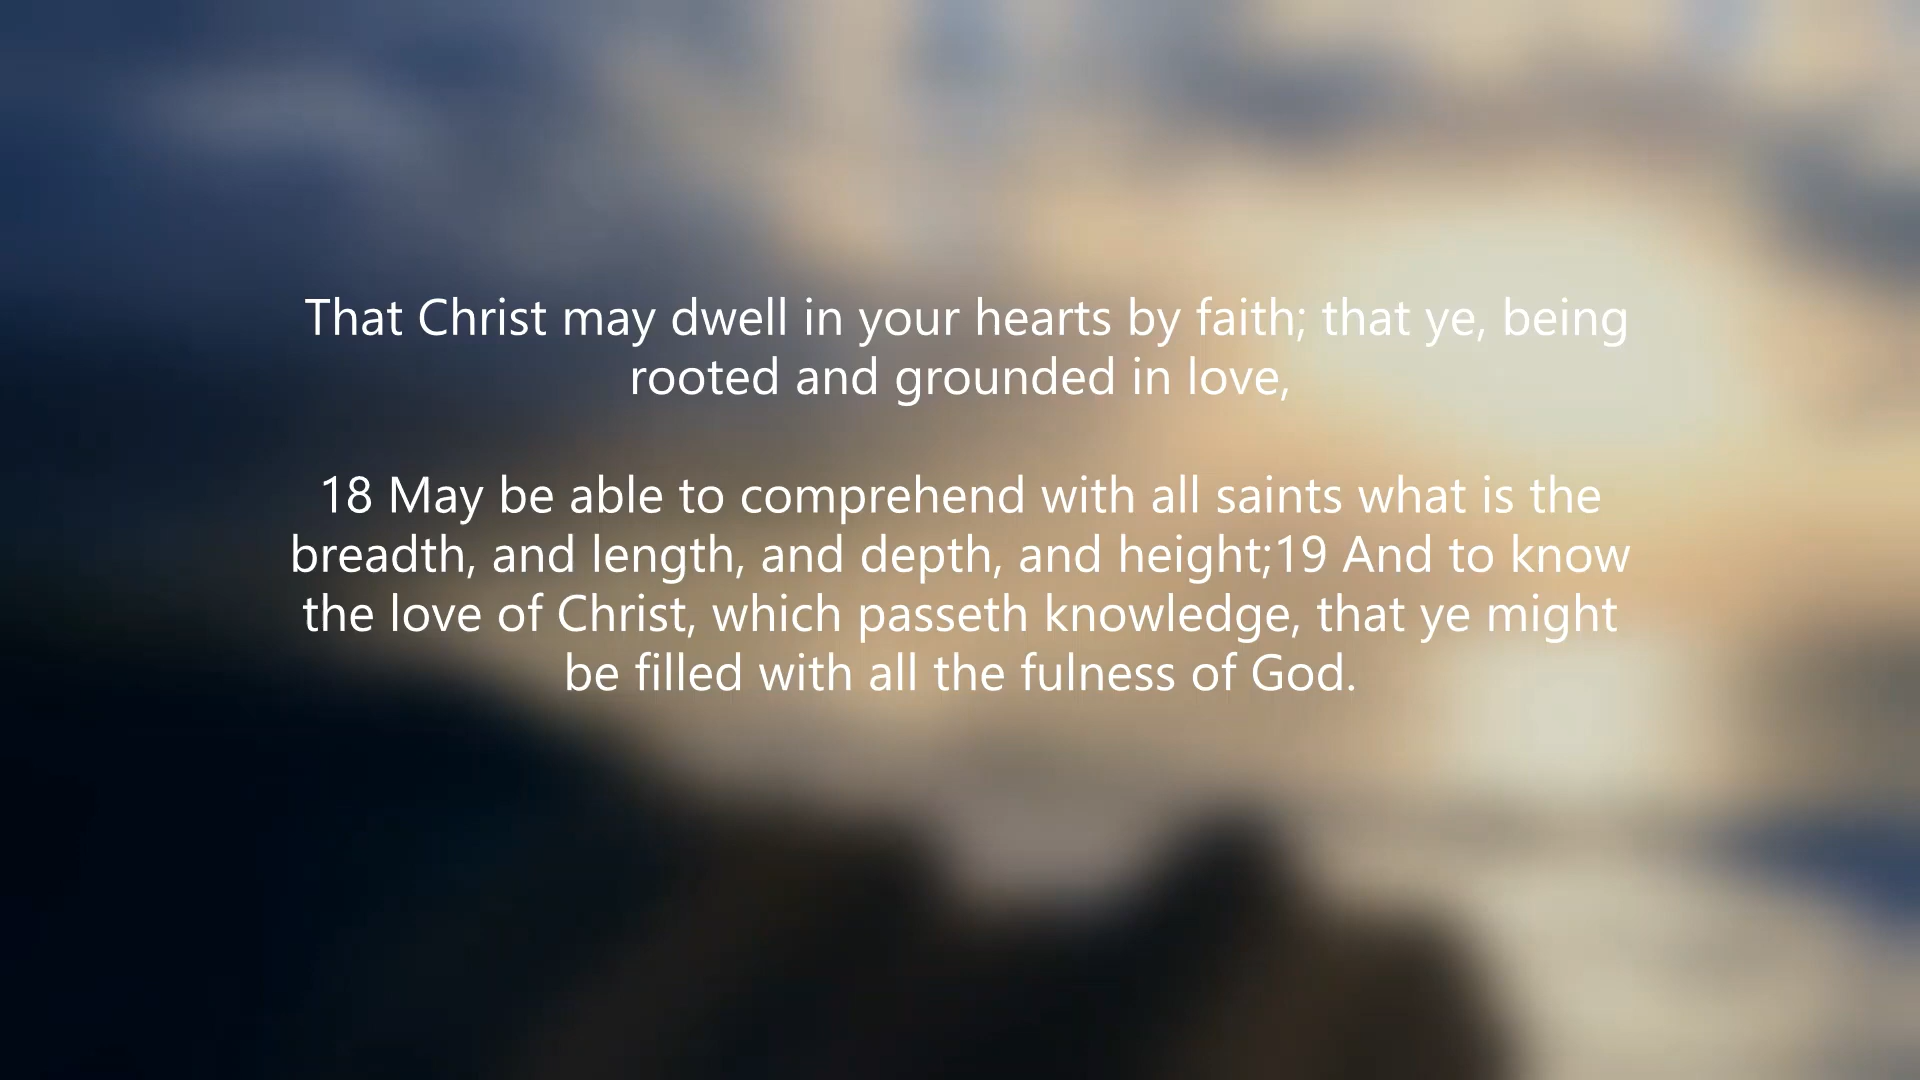 That Christ may dwell in your hearts by faith; that ye, being
rooted and grounded in love,
18 May be able to comprehend with all saints what is the
breadth, and length, and depth, and height;19 And to know
the love of Christ, which passeth knowledge, that ye might
be filled with all the fulness of God.